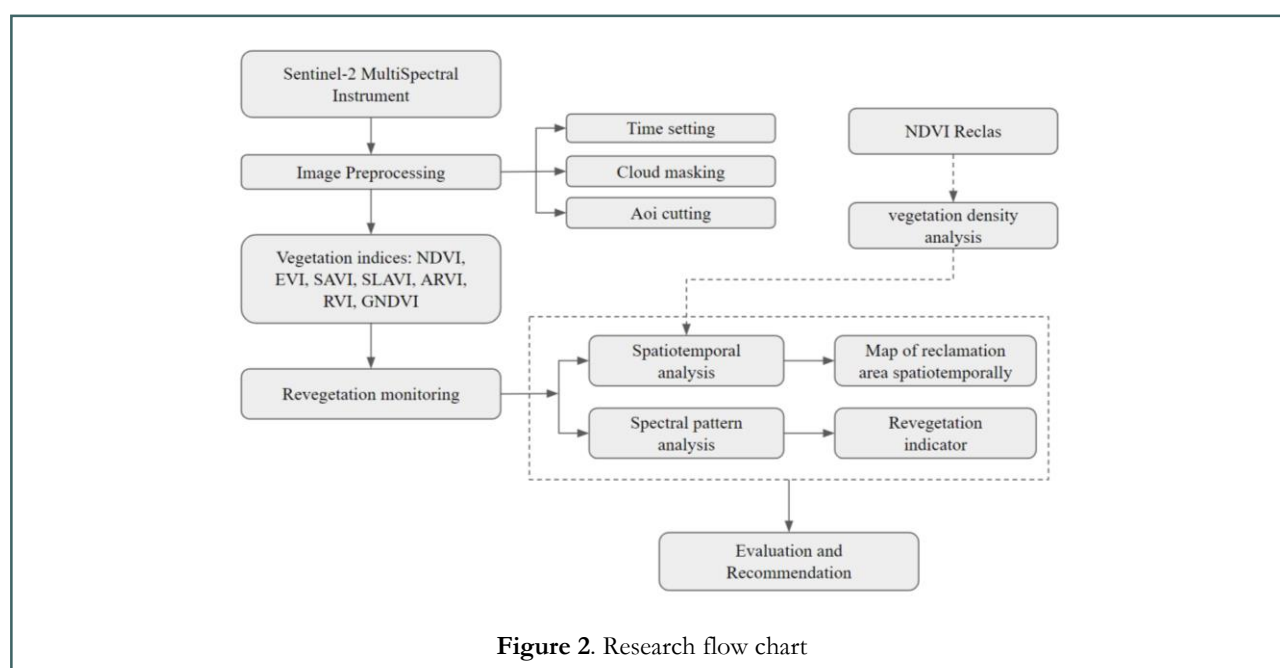 Sentinel-2 MultiSpectral
Instrument
Image Preprocessing
Time setting
Cloud masking
Aoi cutting
NDVI Reclas
vegetation density
analysis
Vegetation indices: NDVI,
EVI, SAVI, SLAVI, ARVI,
RVI, GNDVI
Revegetation monitoring
Spatiotemporal
analysis
Map of reclamation
area spatiotemporally
Spectral pattern
analysis
Revegetation
indicator
Evaluation and
Recommendation
Figure 2. Research flow chart